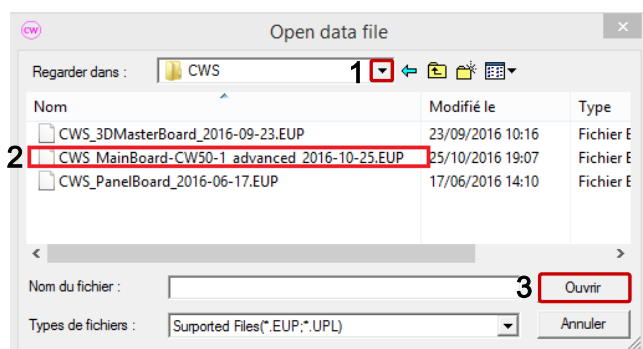 CW Open data file ×
Regarder dans : CWS 1
Nom Modifié le Type
CWS_3DMasterBoard_2016-09-23.EUP 23/09/2016 10:16 Fichier E
2 CWS_MainBoard-CW50-1_advanced_2016-10-25.EUP 25/10/2016 19:07 Fichier E
CWS_PanelBoard_2016-06-17.EUP 17/06/2016 14:10 Fichier E
Nom du fichier : 3 Ouvrir
Types de fichiers : Surported Files(*.EUP;*.UPL) Annuler